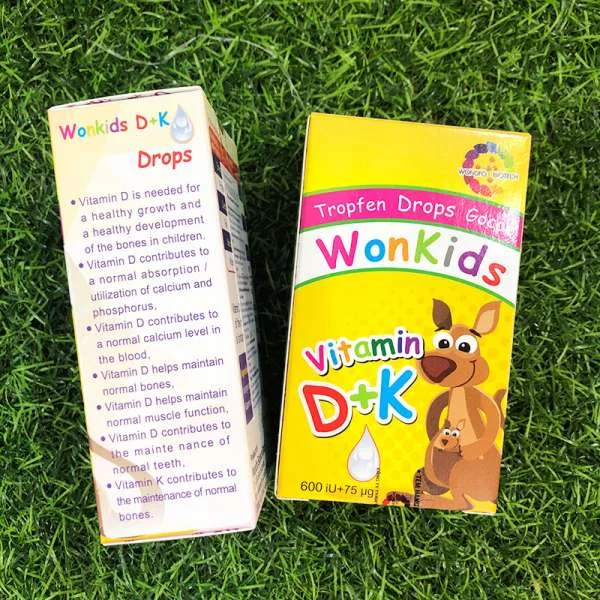 Wonkids D+K
Drops
• Vitamin D is needed for
a healthy growth and
a healthy development
of the bones in children,
• Vitamin D contributes to
a normal absorption /
utilization of calcium and
phosphorus,
• Vitamin D contributes to
a normal calcium level in
the blood,
• Vitamin D helps maintain
normal bones,
• Vitamin D helps maintain
normal muscle function,
• Vitamin D contributes to
the mainte nance of
normal teeth,
• Vitamin K contributes to
the maintenance of normal
bones.
Tropfen Drops
WonKids
Vitamin
D+K
600 iU+75 µg